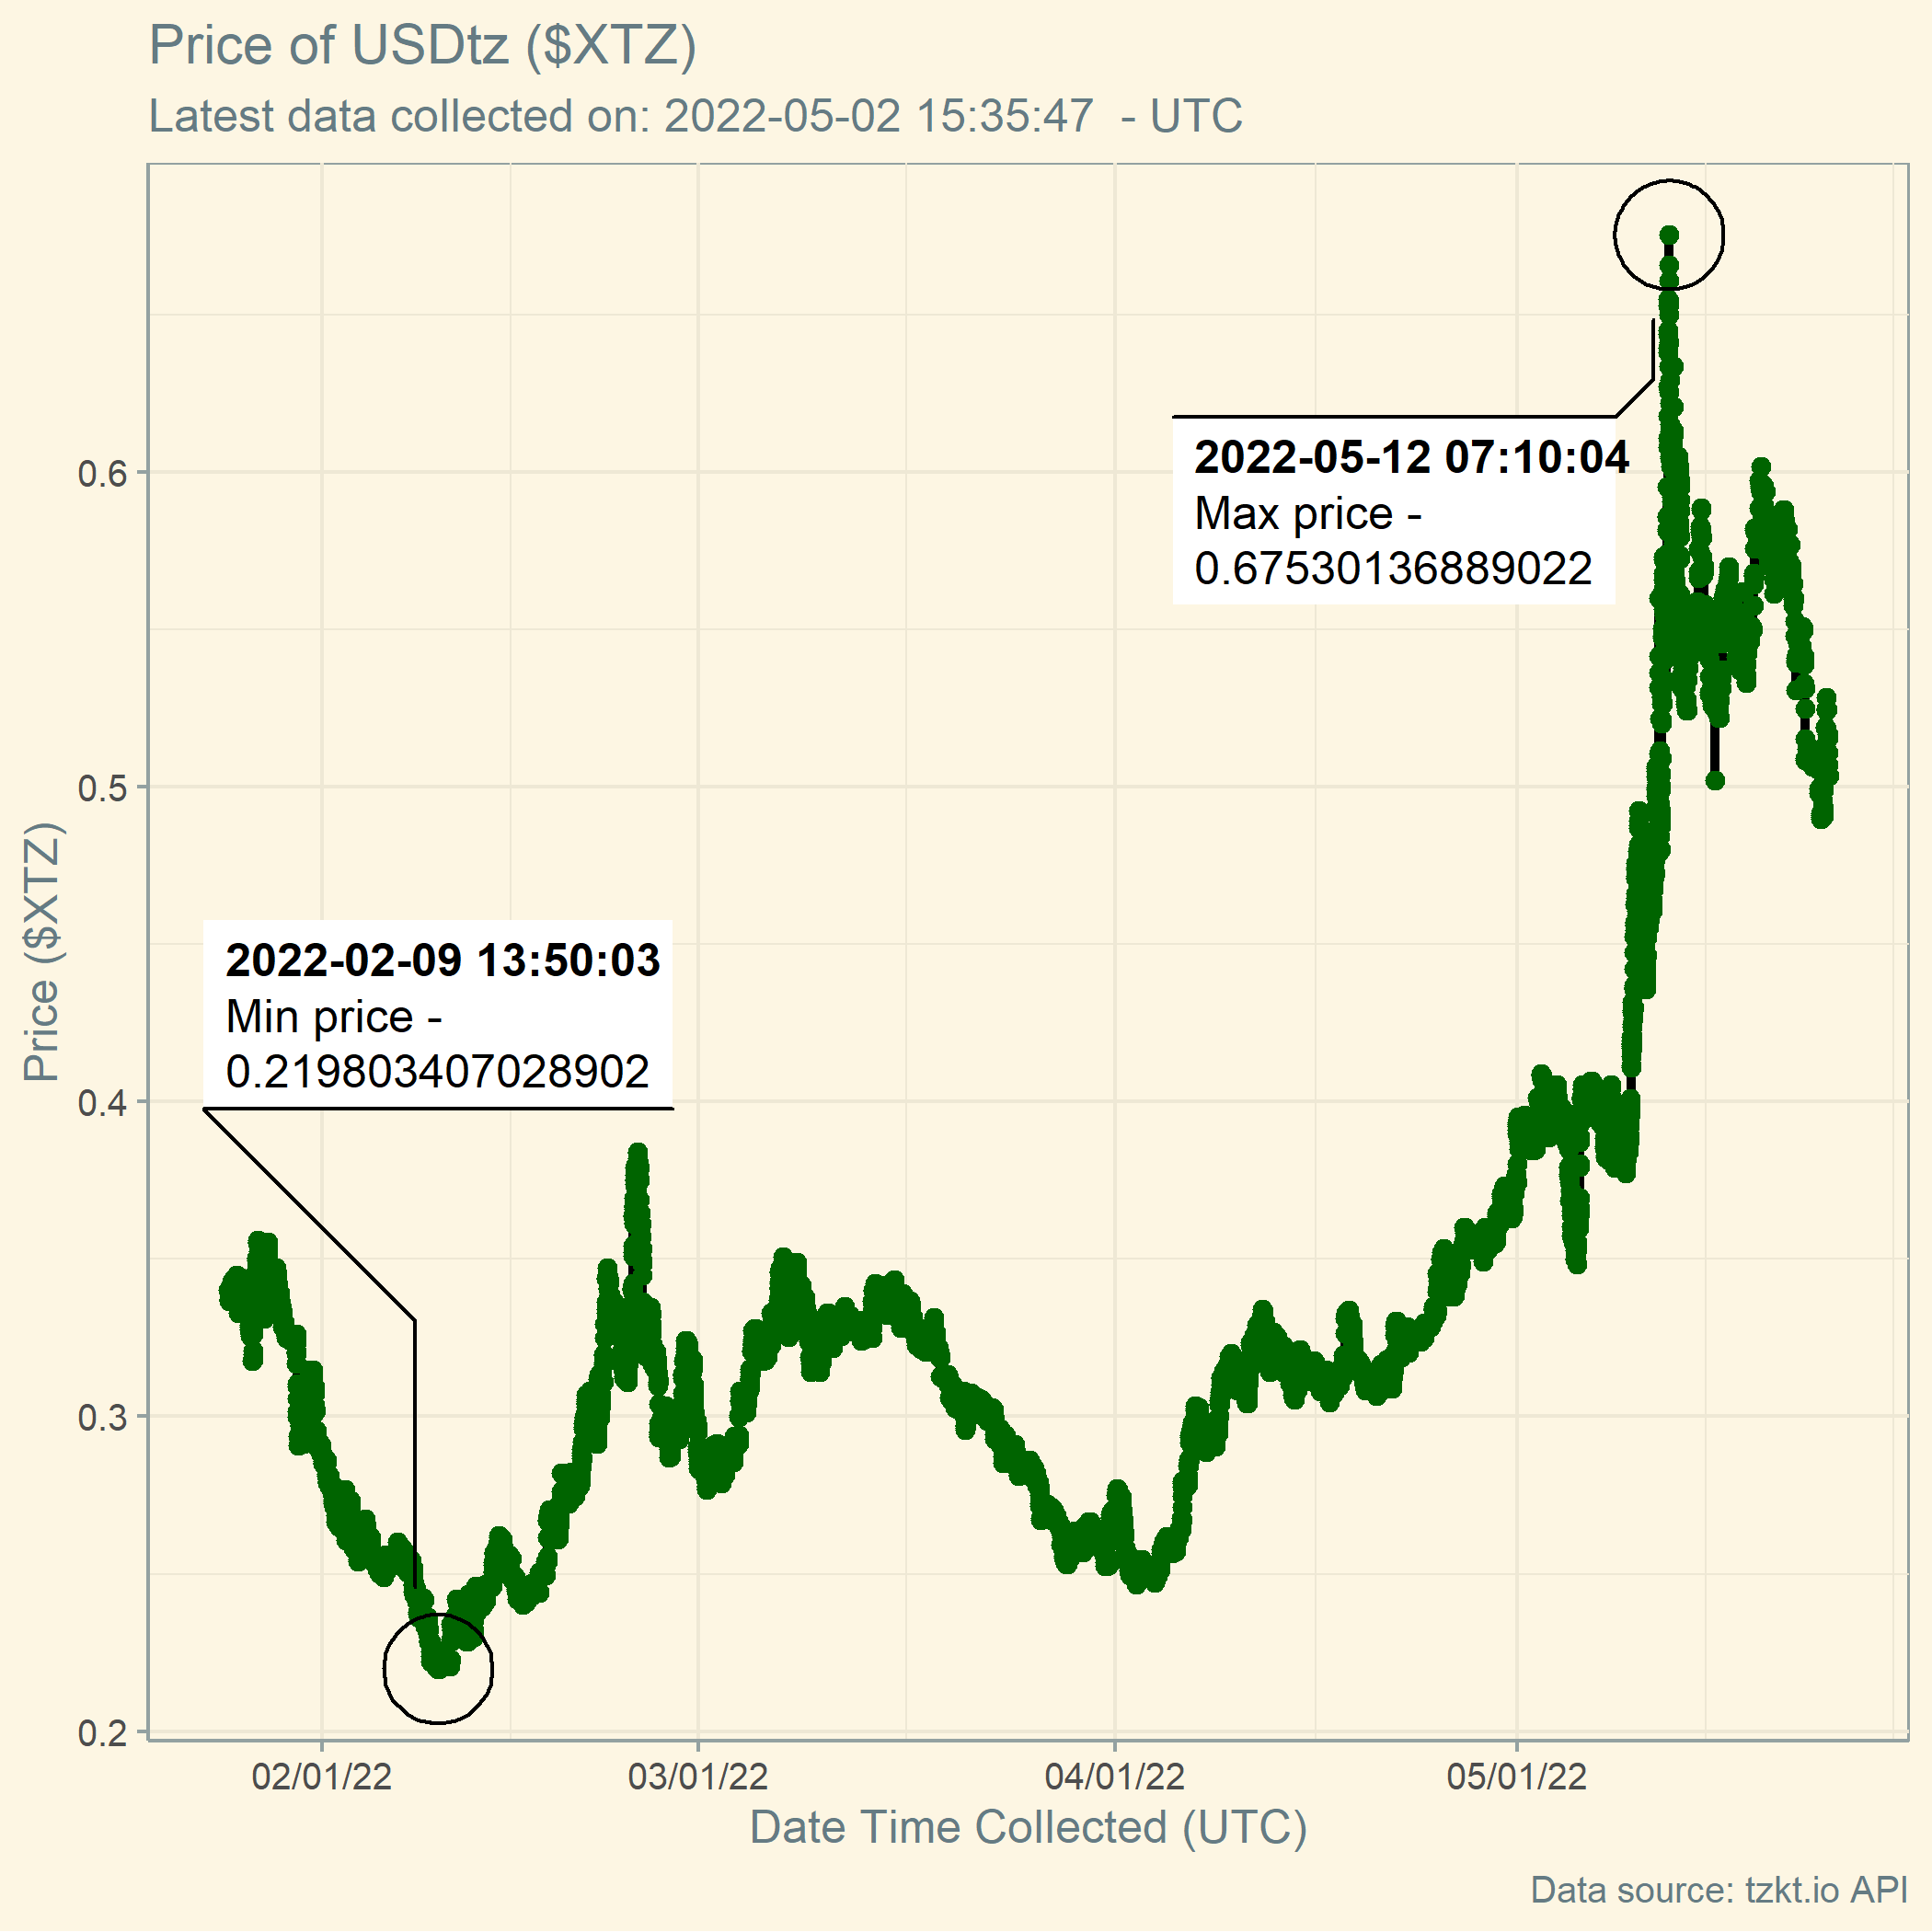 Price of USDtz ($XTZ)
Latest data collected on: 2022-05-02 15:35:47  - UTC
2022-05-12 07:10:04
Max price -
0.67530136889022
2022-02-09 13:50:03
Min price -
0.219803407028902
Price ($XTZ)
0.6
0.5
0.4
0.3
0.2
02/01/22
03/01/22
04/01/22
05/01/22
Date Time Collected (UTC)
Data source: tzkt.io API